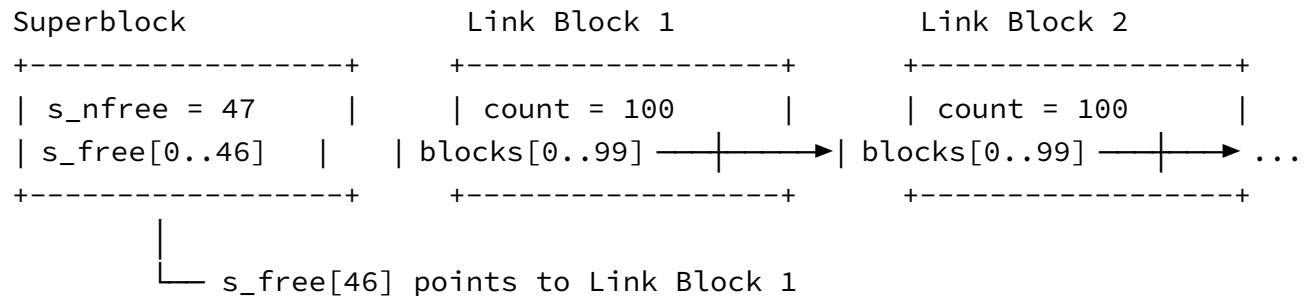 Superblock Link Block 1 Link Block 2
+------------------+ +-----------------+ +-----------------+
| s_nfree = 47 | | count = 100 | | count = 100 |
| s_free[0..46] | | blocks[0..99] ───┼─────►| blocks[0..99] ───┼───► ...
+------------------+ +-----------------+ +-----------------+
│
└── s_free[46] points to Link Block 1